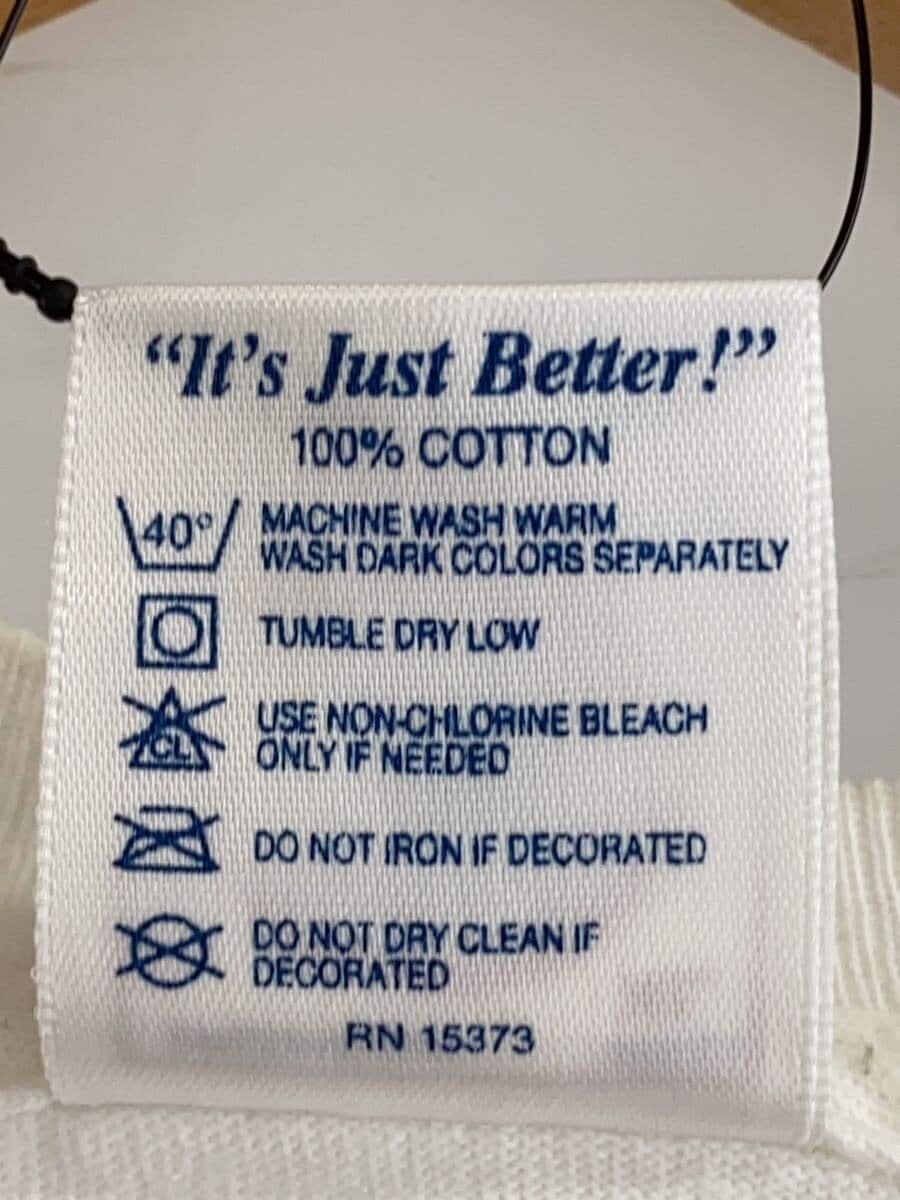 “It’s Just Better!”
100% COTTON
40°
MACHINE WASH WARM
WASH DARK COLORS SEPARATELY
TUMBLE DRY LOW
CL
USE NON-CHLORINE BLEACH
ONLY IF NEEDED
DO NOT IRON IF DECORATED
DO NOT DRY CLEAN IF
DECORATED
RN 15373